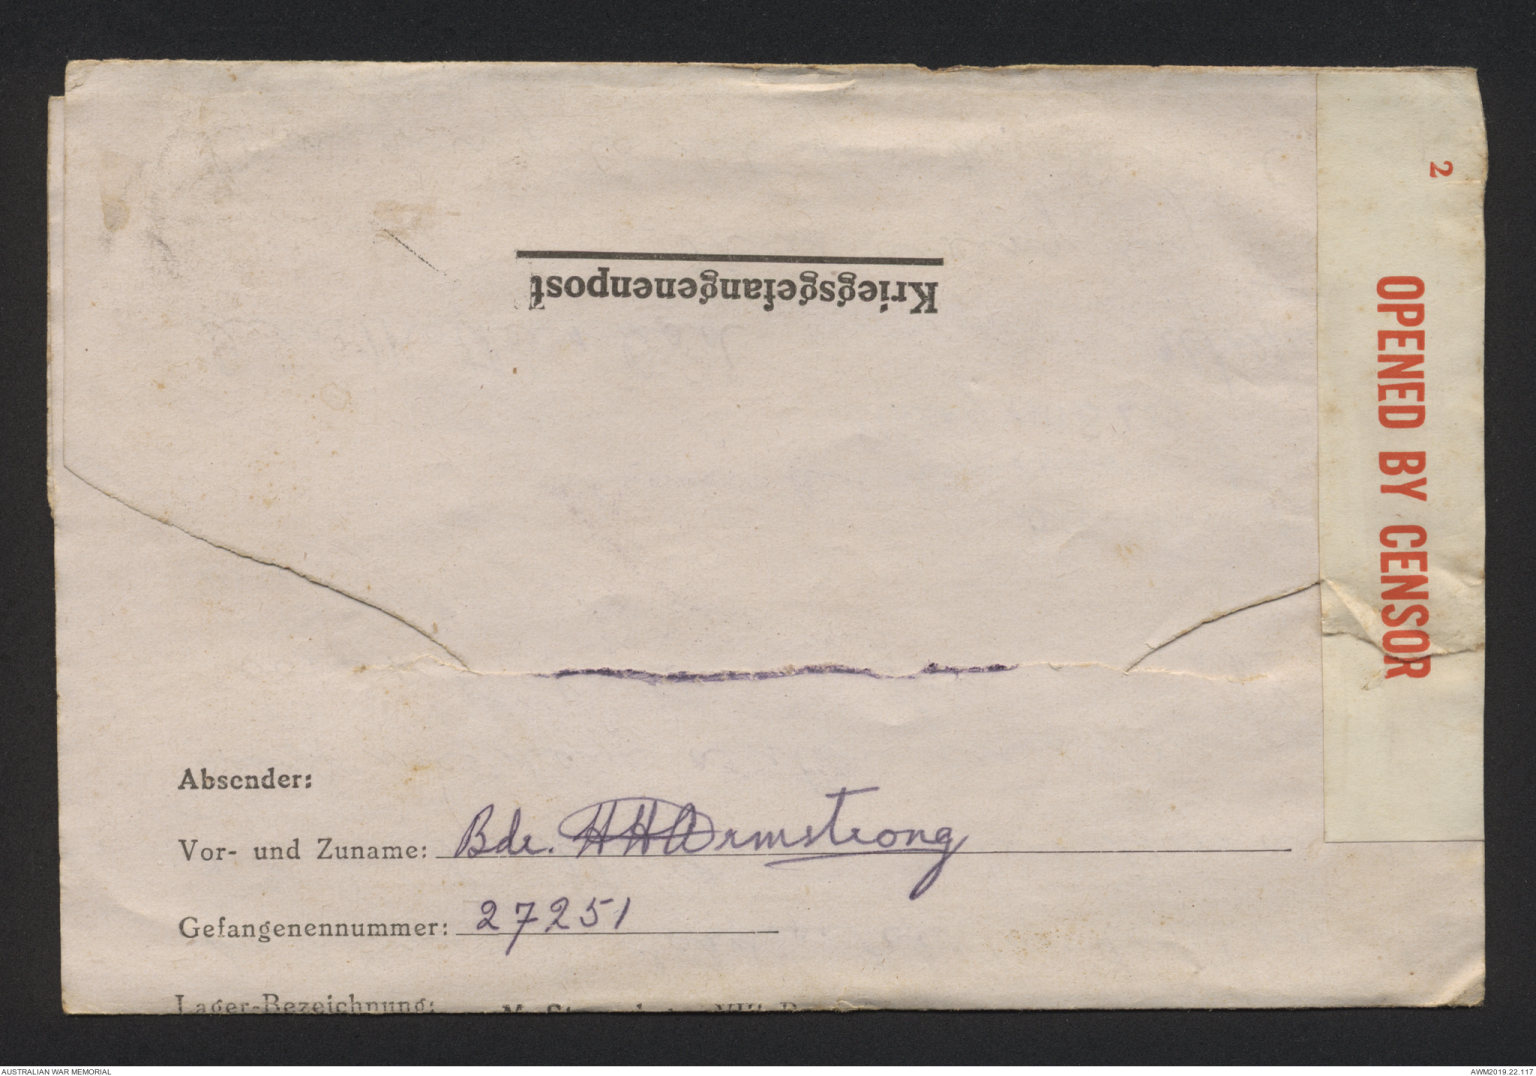 Kriegsgefangenenpost
2
OPENED BY CENSOR
Absender:
Vor- und Zuname: Bdr. HHArmstrong
Gefangenennummer: 27251
Lager-Bezeichnung:
AUSTRALIAN WAR MEMORIAL
AWM2019.22.117